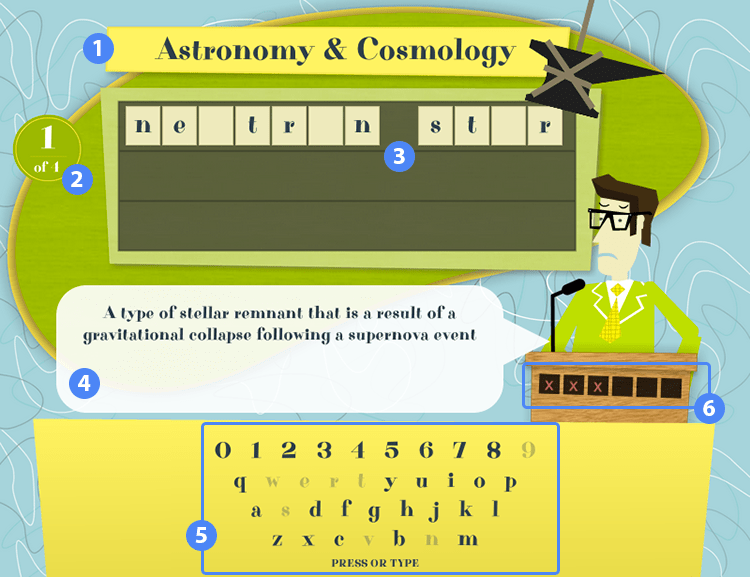 1 Astronomy & Cosmology
n e t r n s t r
3
1
of 4
2
A type of stellar remnant that is a result of a
gravitational collapse following a supernova event
4
X X X
6
0 1 2 3 4 5 6 7 8 9
q w e r t y u i o p
a s d f g h j k l
5
z x c v b n m
PRESS OR TYPE